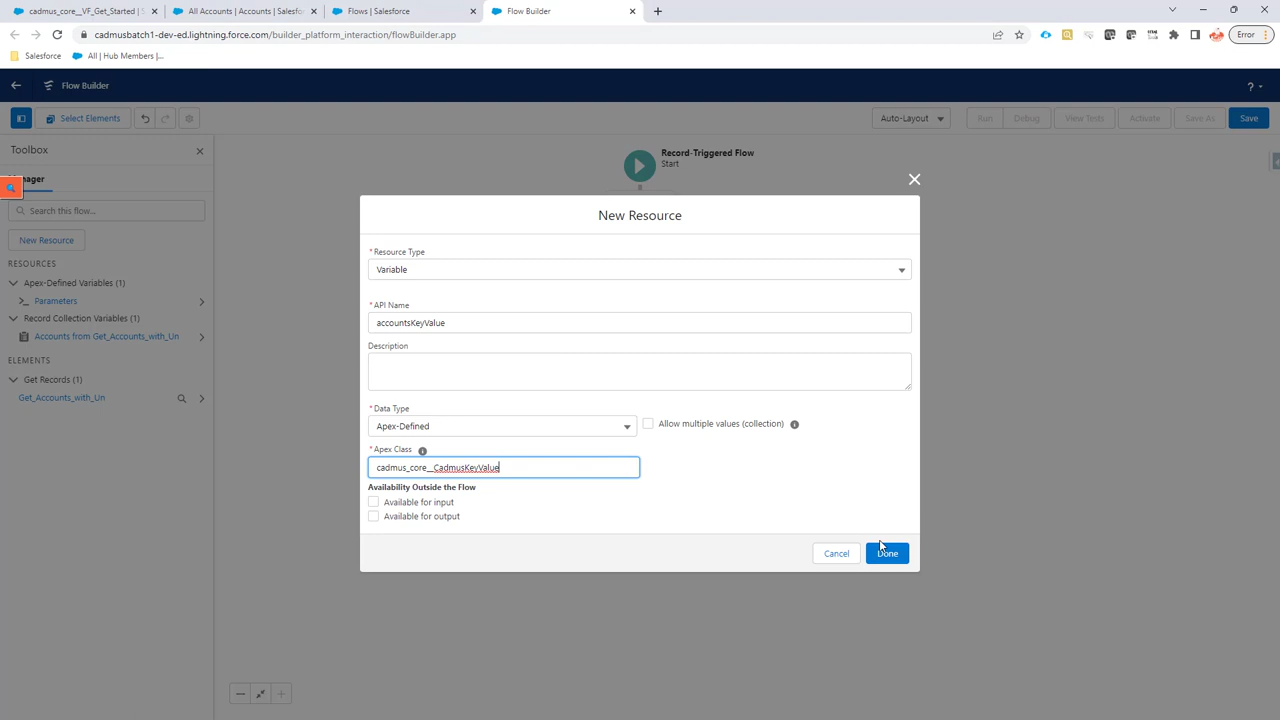 cadmus_core__VF_Get_Started | S
All Accounts | Accounts | Salesfo
Flows | Salesforce
Flow Builder
cadmusbatch1-dev-ed.lightning.force.com/builder_platform_interaction/flowBuilder.app
Error
Salesforce
All | Hub Members |...
Flow Builder
?
Select Elements
Auto-Layout
Run
Debug
View Tests
Activate
Save As
Save
Toolbox
nager
Search this flow...
New Resource
RESOURCES
Apex-Defined Variables (1)
Parameters
Record Collection Variables (1)
Accounts from Get_Accounts_with_Un
ELEMENTS
Get Records (1)
Get_Accounts_with_Un
Record-Triggered Flow
Start
New Resource
*Resource Type
Variable
*API Name
accountsKeyValue
Description
*Data Type
Apex-Defined
Allow multiple values (collection)
*Apex Class
cadmus_core__CadmusKeyValue
Availability Outside the Flow
Available for input
Available for output
Cancel
Done